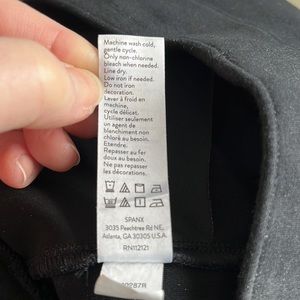 Machine wash cold,
gentle cycle.
Only non-chlorine
bleach when needed.
Line dry.
Low iron if needed.
Do not iron
decoration.
Laver à froid en
machine,
cycle délicat.
Utiliser seulement
un agent de
blanchiment non
chloré au besoin.
Étendre.
Repasser au fer
doux au besoin.
Ne pas repasser
les décorations.
SPANX
3035 Peachtree Rd NE,
Atlanta, GA 30305 U.S.A.
RN112121